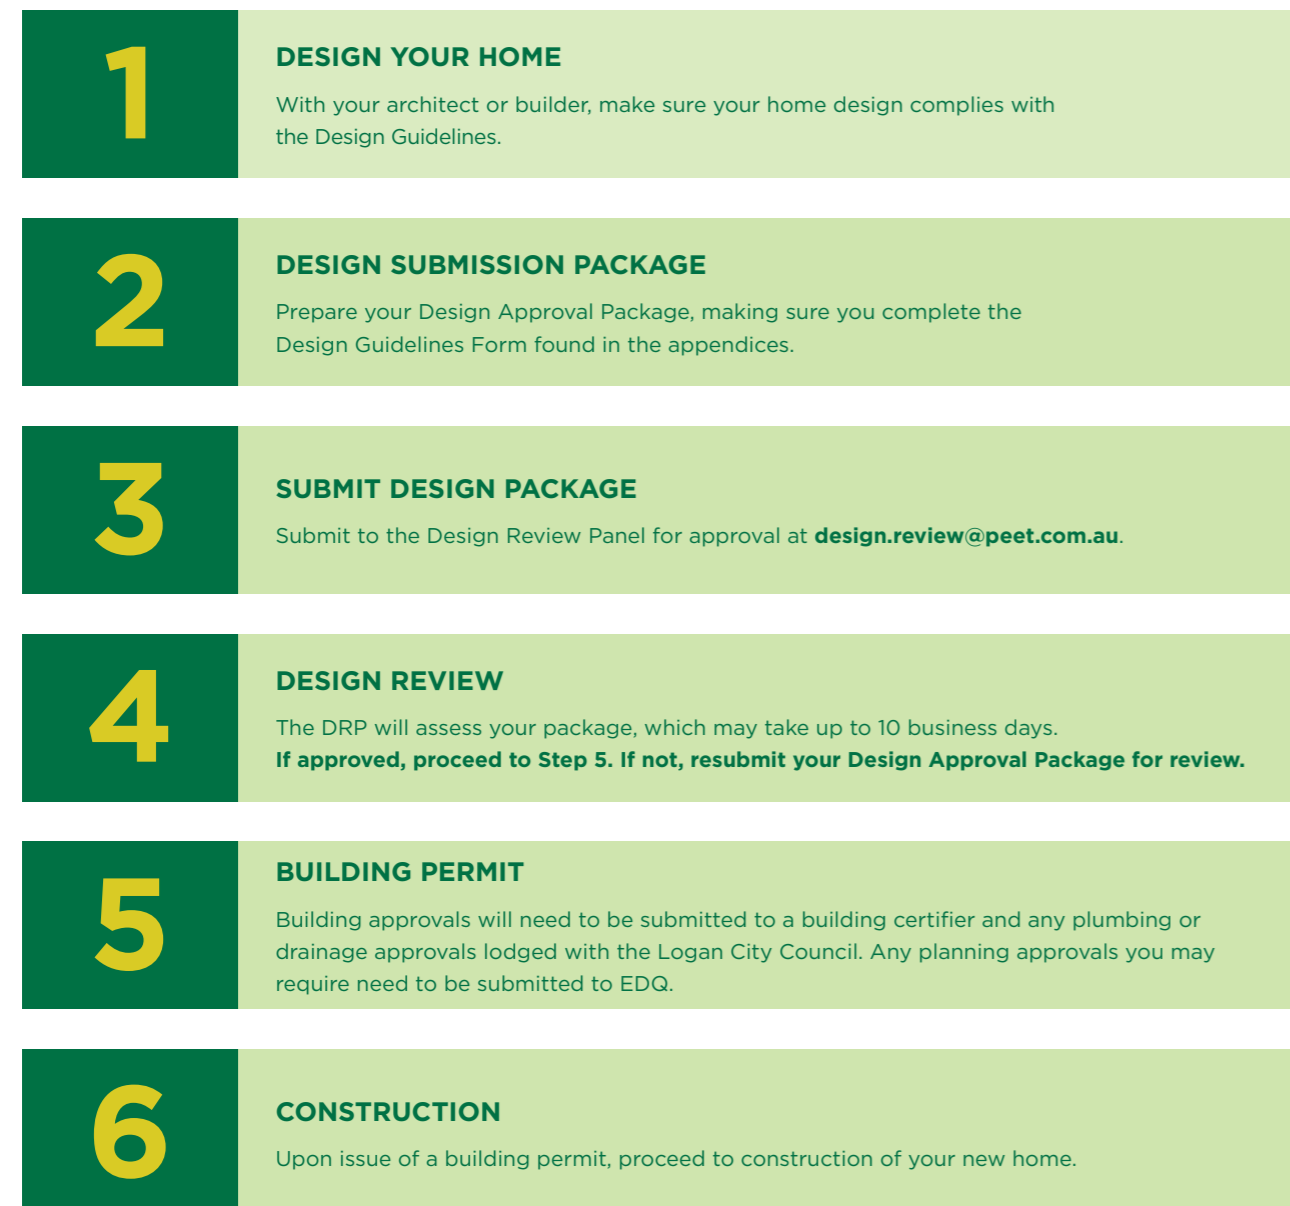 1
DESIGN YOUR HOME
With your architect or builder, make sure your home design complies with
the Design Guidelines.
2
DESIGN SUBMISSION PACKAGE
Prepare your Design Approval Package, making sure you complete the
Design Guidelines Form found in the appendices.
3
SUBMIT DESIGN PACKAGE
Submit to the Design Review Panel for approval at design.review@peet.com.au.
4
DESIGN REVIEW
The DRP will assess your package, which may take up to 10 business days.
If approved, proceed to Step 5. If not, resubmit your Design Approval Package for review.
5
BUILDING PERMIT
Building approvals will need to be submitted to a building certifier and any plumbing or
drainage approvals lodged with the Logan City Council. Any planning approvals you may
require need to be submitted to EDQ.
6
CONSTRUCTION
Upon issue of a building permit, proceed to construction of your new home.